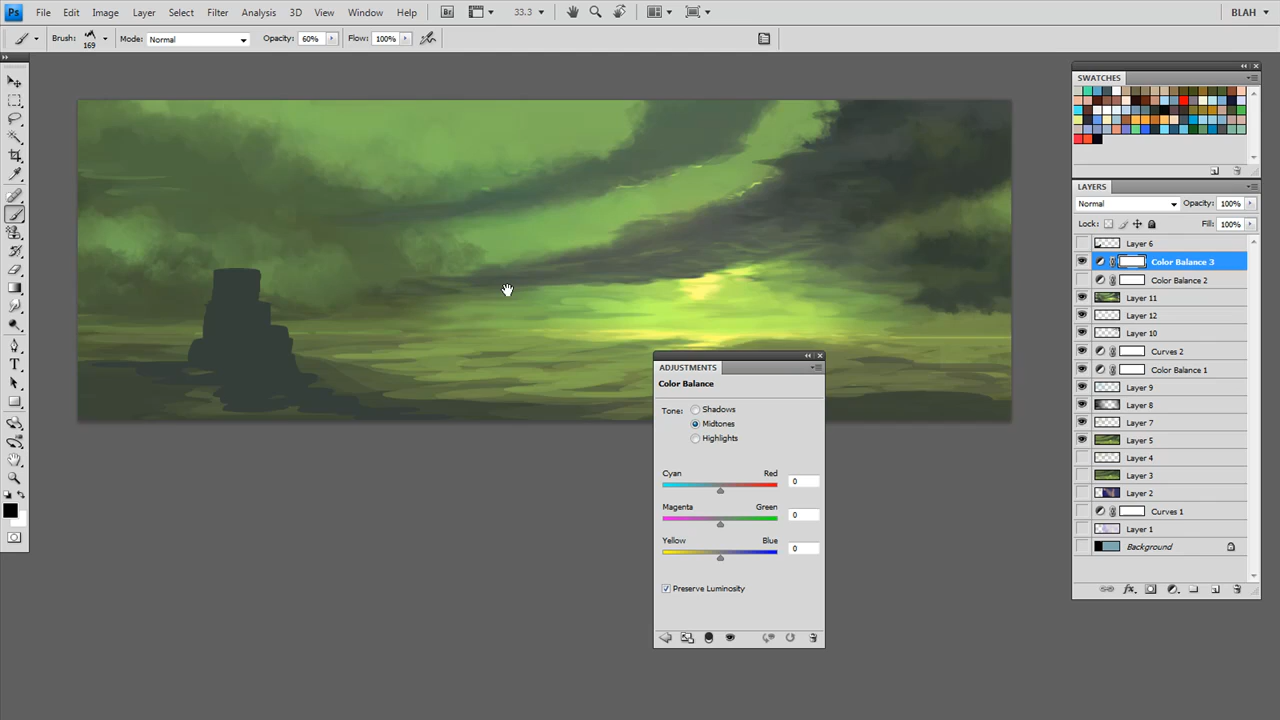 Ps File Edit Image Layer Select Filter Analysis 3D View Window Help Br 33.3 BLAH
Brush: 169 Mode: Normal Opacity: 60% Flow: 100%
SWATCHES
LAYERS
Normal Opacity: 100%
Lock: Fill: 100%
Layer 6
Color Balance 3
Color Balance 2
Layer 11
Layer 12
Layer 10
Curves 2
Color Balance 1
Layer 9
Layer 8
Layer 7
Layer 5
Layer 4
Layer 3
Layer 2
Curves 1
Layer 1
Background
ADJUSTMENTS
Color Balance
Tone: Shadows
Midtones
Highlights
Cyan Red 0
Magenta Green 0
Yellow Blue 0
Preserve Luminosity